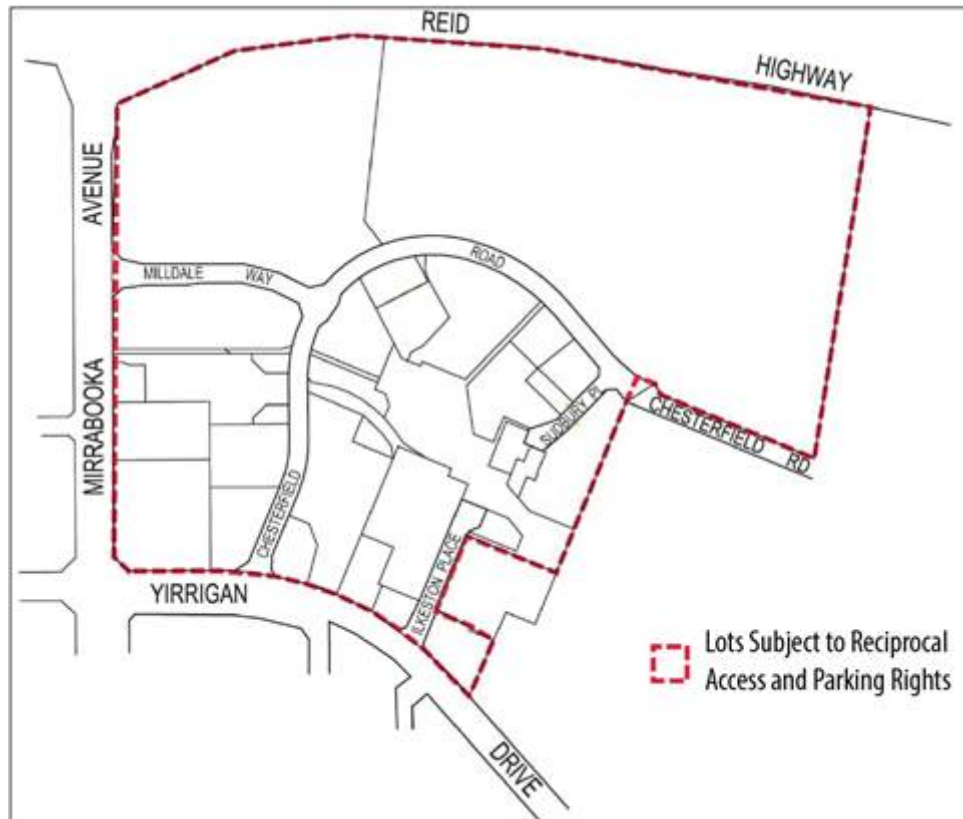 REID
HIGHWAY
AVENUE
MIRRABOOKA
MILLDALE WAY
ROAD
SUDBURY Pl
CHESTERFIELD RD
CHESTERFIELD
ILKESTON PLACE
YIRRIGAN
DRIVE
Lots Subject to Reciprocal
Access and Parking Rights